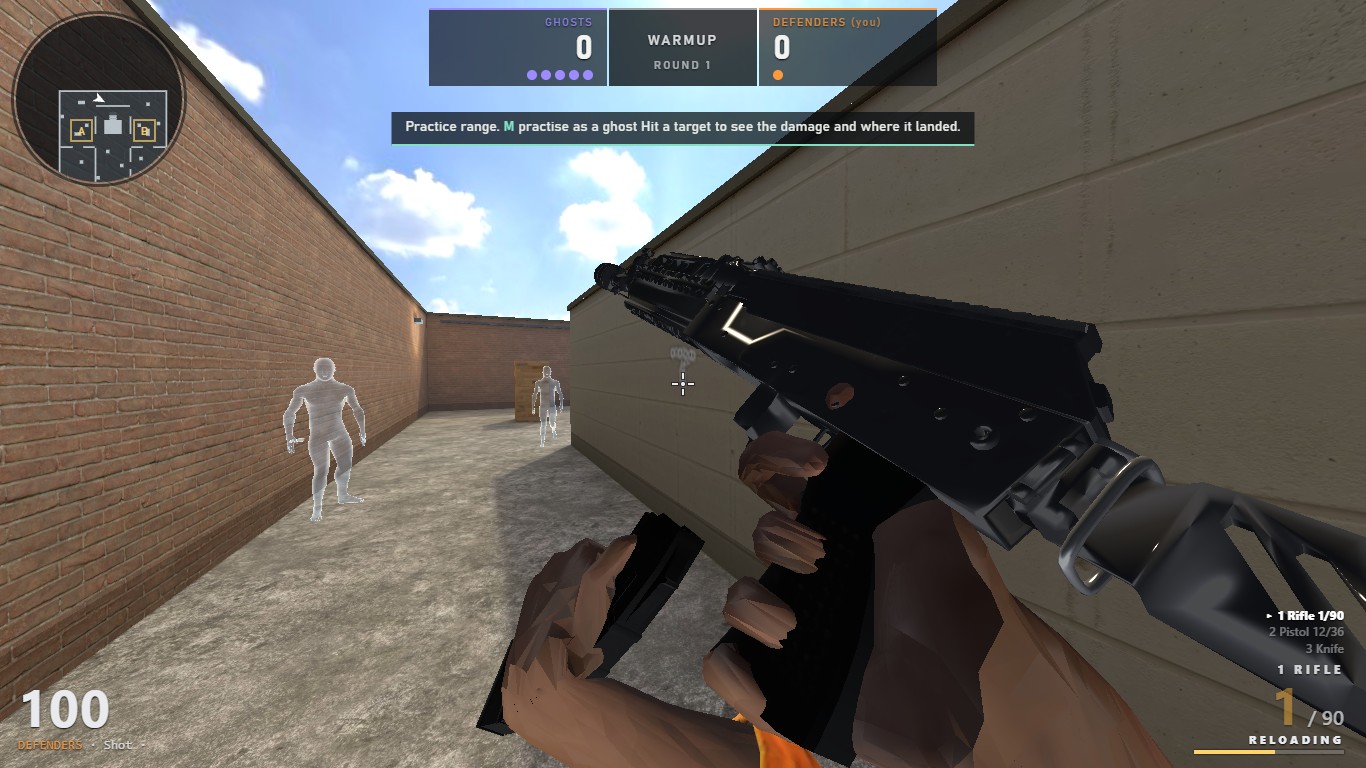 GHOSTS
0
WARMUP
ROUND 1
DEFENDERS (you)
0
Practice range. M practise as a ghost Hit a target to see the damage and where it landed.
A
B
1 Rifle 1/90
2 Pistol 12/36
3 Knife
1 RIFLE
1 / 90
RELOADING
100
DEFENDERS · Shot -